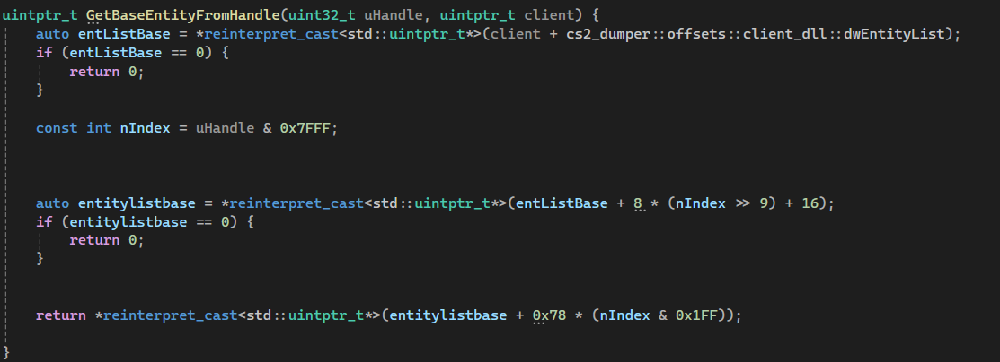 uintptr_t GetBaseEntityFromHandle(uint32_t uHandle, uintptr_t client) {
auto entListBase = *reinterpret_cast<std::uintptr_t*>(client + cs2_dumper::offsets::client_dll::dwEntityList);
if (entListBase == 0) {
return 0;
}
const int nIndex = uHandle & 0x7FFF;
auto entitylistbase = *reinterpret_cast<std::uintptr_t*>(entListBase + 8 * (nIndex >> 9) + 16);
if (entitylistbase == 0) {
return 0;
}
return *reinterpret_cast<std::uintptr_t*>(entitylistbase + 0x78 * (nIndex & 0x1FF));
}